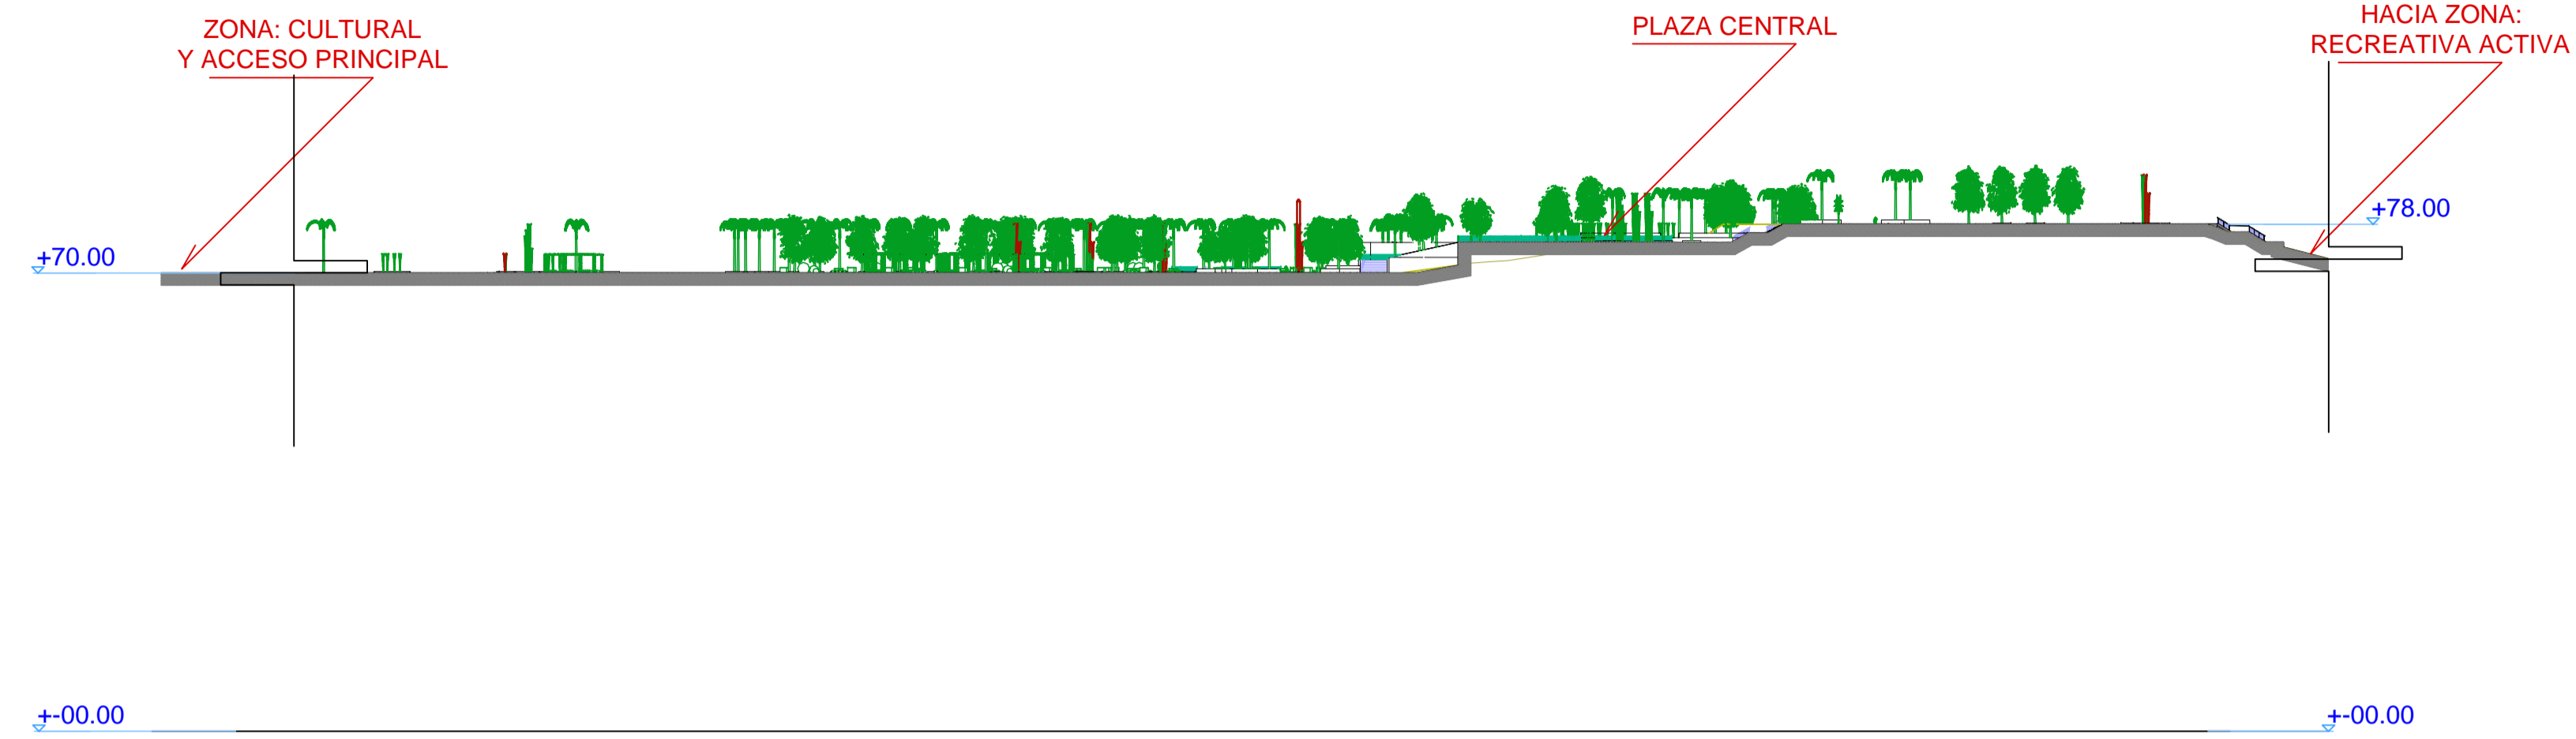 ZONA: CULTURAL
Y ACCESO PRINCIPAL
PLAZA CENTRAL
HACIA ZONA:
RECREATIVA ACTIVA
+78.00
+70.00
+-00.00
+-00.00